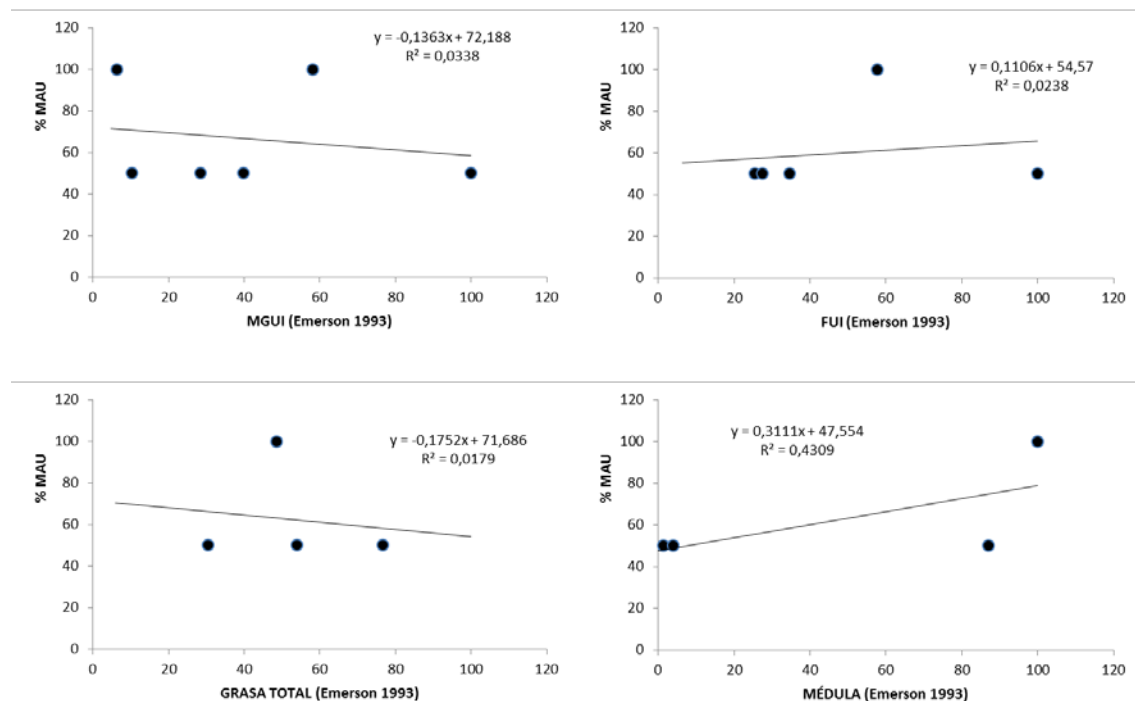 120
100
80
60
40
20
0
% MAU
y = -0,1363x + 72,188
R² = 0,0338
0 20 40 60 80 100 120
MGUI (Emerson 1993)
120
100
80
60
40
20
0
% MAU
y = 0,1106x + 54,57
R² = 0,0238
0 20 40 60 80 100 120
FUI (Emerson 1993)
120
100
80
60
40
20
0
% MAU
y = -0,1752x + 71,686
R² = 0,0179
0 20 40 60 80 100 120
GRASA TOTAL (Emerson 1993)
120
100
80
60
40
20
0
% MAU
y = 0,3111x + 47,554
R² = 0,4309
0 20 40 60 80 100 120
MÉDULA (Emerson 1993)